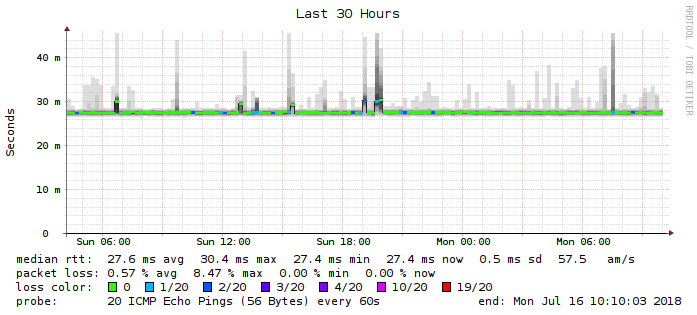 Last 30 Hours
RRDTOOL / TOBI OETIKER
Seconds
40 m
30 m
20 m
10 m
0
Sun 06:00 Sun 12:00 Sun 18:00 Mon 00:00 Mon 06:00
median rtt: 27.6 ms avg 30.4 ms max 27.4 ms min 27.4 ms now 0.5 ms sd 57.5 am/s
packet loss: 0.57 % avg 8.47 % max 0.00 % min 0.00 % now
loss color: 0 1/20 2/20 3/20 4/20 10/20 19/20
probe: 20 ICMP Echo Pings (56 Bytes) every 60s end: Mon Jul 16 10:10:03 2018